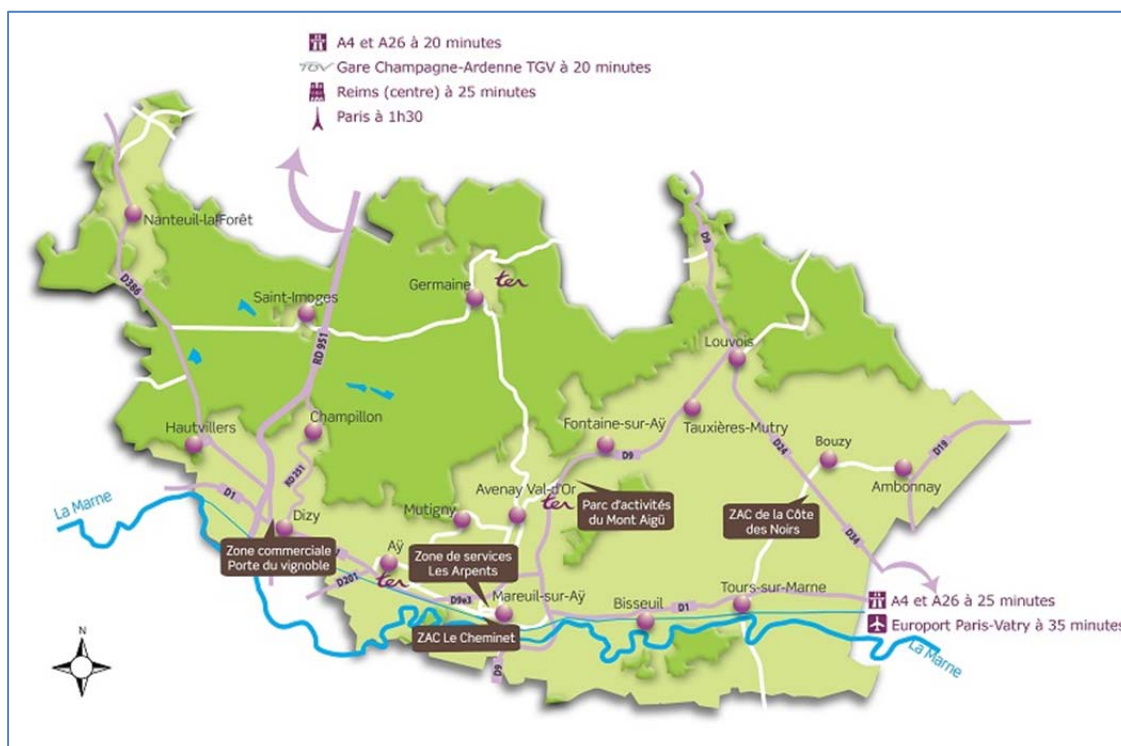 A4 et A26 à 20 minutes
TGV Gare Champagne-Ardenne TGV à 20 minutes
Reims (centre) à 25 minutes
Paris à 1h30
Nanteuil-la-Forêt
D9
D386
Saint-Imoges
Germaine
ter
RD 951
Louvois
Champillon
Hautvillers
Fontaine-sur-Aÿ
Tauxières-Mutry
D9
D24
Bouzy
D19
Ambonnay
RD 251
D1
La Marne
Avenay Val-d'Or
ter
Parc d'activités
du Mont Aigü
ZAC de la Côte
des Noirs
Mutigny
Dizy
Zone commerciale
Porte du vignoble
Aÿ
ter
Zone de services
Les Arpents
D34
D201
D9e3
Mareuil-sur-Aÿ
Bisseuil
D1
Tours-sur-Marne
A4 et A26 à 25 minutes
Europort Paris-Vatry à 35 minutes
ZAC Le Cheminet
La Marne
D9
N